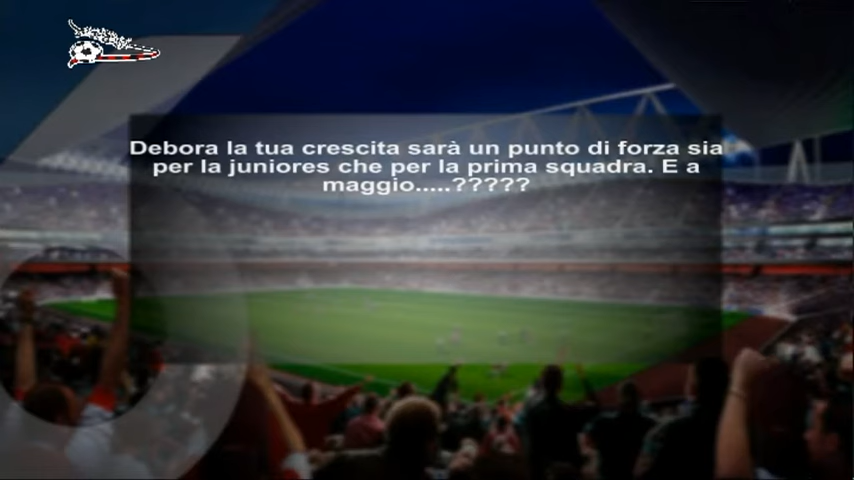 Debora la tua crescita sarà un punto di forza sia
per la juniores che per la prima squadra. E a
maggio.....?????